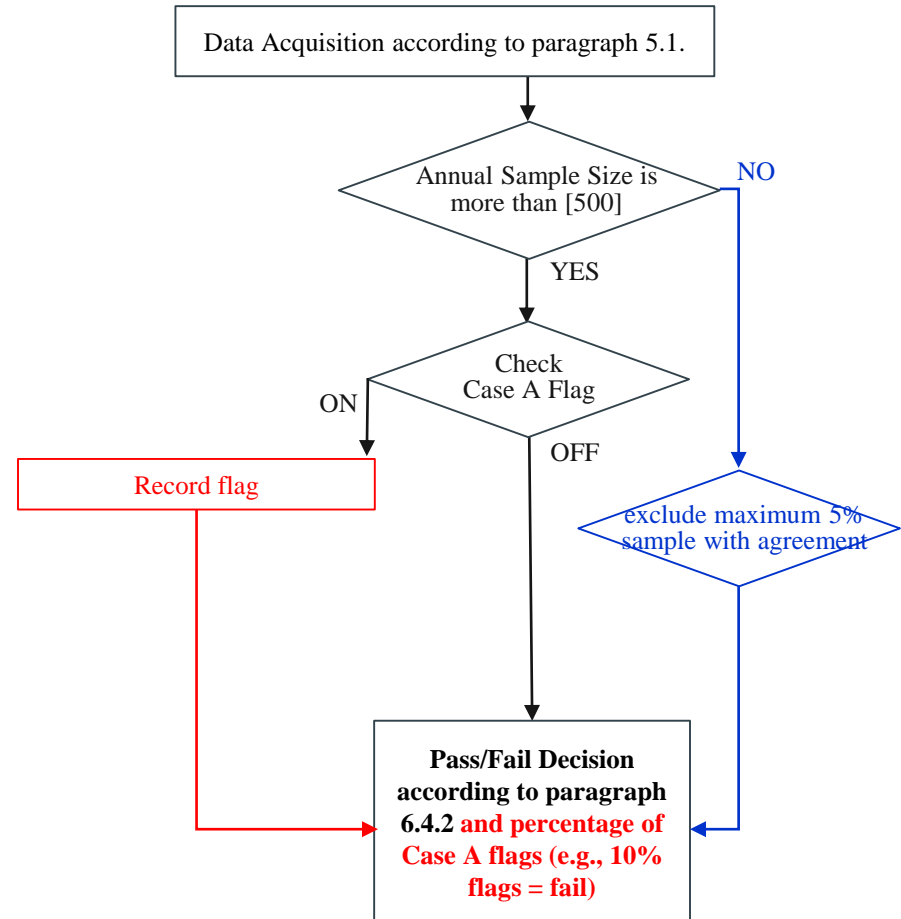 Data Acquisition according to paragraph 5.1.
Annual Sample Size is
more than [500]
NO
YES
Check
Case A Flag
ON
OFF
Record flag
exclude maximum 5%
sample with agreement
Pass/Fail Decision
according to paragraph
6.4.2 and percentage of
Case A flags (e.g., 10%
flags = fail)